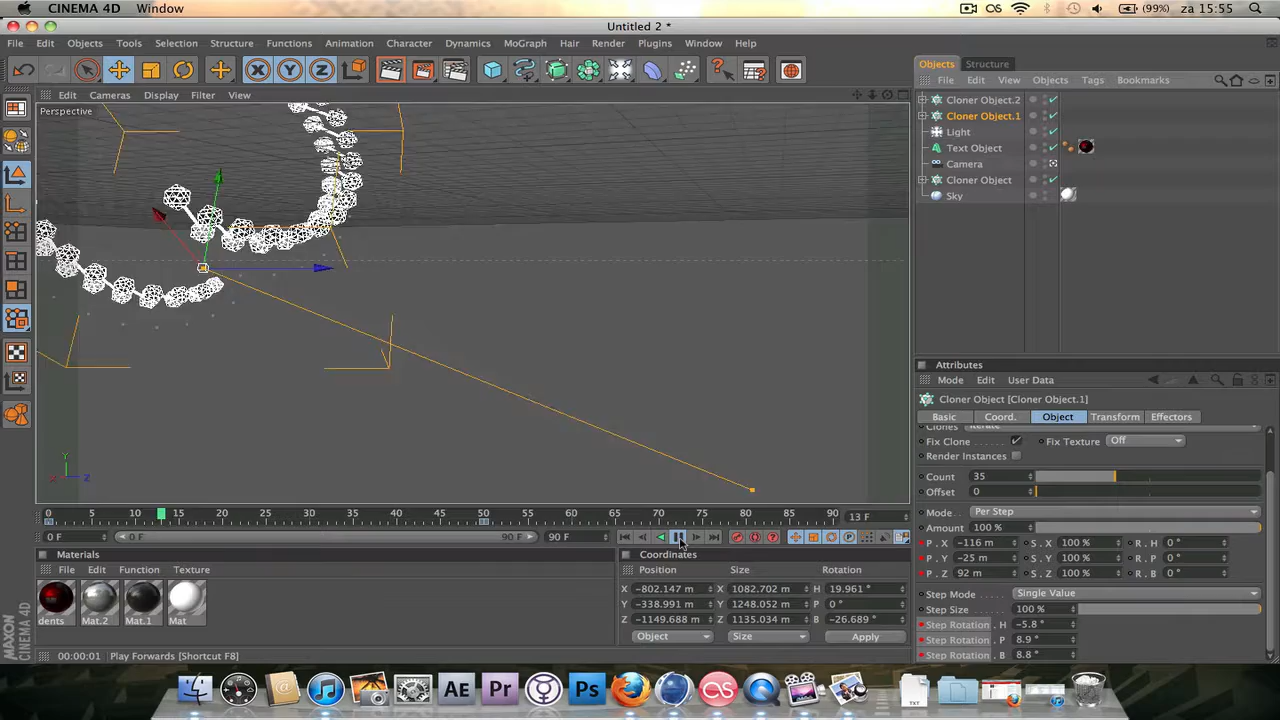 CINEMA 4D Window (99%) za 15:55
Untitled 2 *
File Edit Objects Tools Selection Structure Functions Animation Character Dynamics MoGraph Hair Render Plugins Window Help
View Cameras Display Filter View
Perspective
Y
X Z
0 5 10 15 20 25 30 35 40 45 50 55 60 65 70 75 80 85 90 13 F
0 F 0 F 90 F 90 F
Materials
File Edit Function Texture
dents Mat.2 Mat.1 Mat
MAXON CINEMA 4D
00:00:01 Play Forwards [Shortcut F8]
Coordinates
Position Size Rotation
X -802.147 m X 1082.702 m H 19.961 °
Y -338.991 m Y 1248.052 m P 0 °
Z -1149.688 m Z 1135.034 m B -26.689 °
Object Size Apply
Objects Structure
File Edit View Objects Tags Bookmarks
Cloner Object.2
Cloner Object.1
Light
Text Object
Camera
Cloner Object
Sky
Attributes
Mode Edit User Data
Cloner Object [Cloner Object.1]
Basic Coord. Object Transform Effectors
Clones Iterate
Fix Clone Fix Texture Off
Render Instances
Count 35
Offset 0
Mode Per Step
Amount 100 %
P . X -116 m S . X 100 % R . H 0 °
P . Y -25 m S . Y 100 % R . P 0 °
P . Z 92 m S . Z 100 % R . B 0 °
Step Mode Single Value
Step Size 100 %
Step Rotation . H -5.8 °
Step Rotation . P 8.9 °
Step Rotation . B 8.8 °
AE Pr Ps TXT